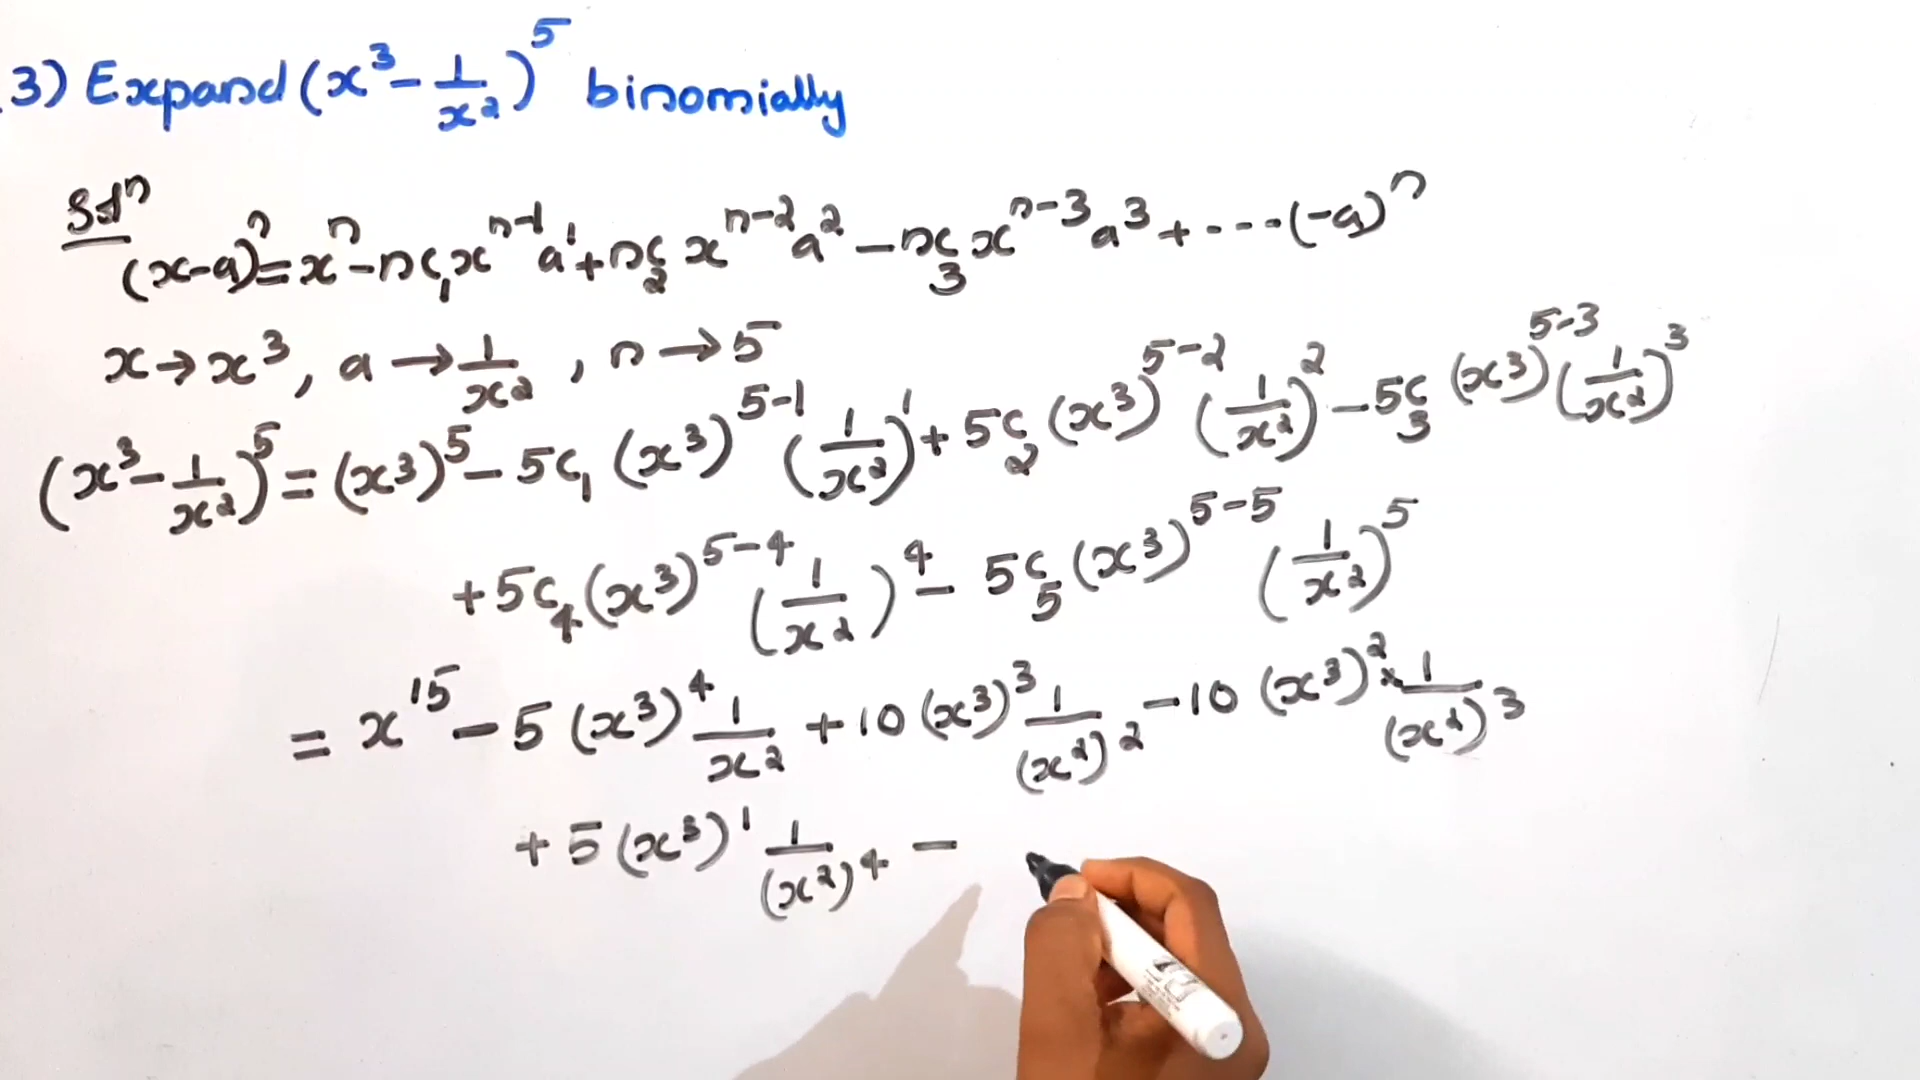 3) Expand (x³ - 1/x²)⁵ binomially
Solⁿ
(x-a)ⁿ = xⁿ - nC₁ xⁿ⁻¹ a¹ + nC₂ xⁿ⁻² a² - nC₃ xⁿ⁻³ a³ + ---- (-a)ⁿ
x → x³, a → 1/x², n → 5
(x³ - 1/x²)⁵ = (x³)⁵ - 5C₁ (x³)⁵⁻¹ (1/x²)¹ + 5C₂ (x³)⁵⁻² (1/x²)² - 5C₃ (x³)⁵⁻³ (1/x²)³
+ 5C₄ (x³)⁵⁻⁴ (1/x²)⁴ - 5C₅ (x³)⁵⁻⁵ (1/x²)⁵
= x¹⁵ - 5 (x³)⁴ 1/x² + 10 (x³)³ 1/(x²)² - 10 (x³)² × 1/(x²)³
+ 5 (x³)¹ 1/(x²)⁴ -